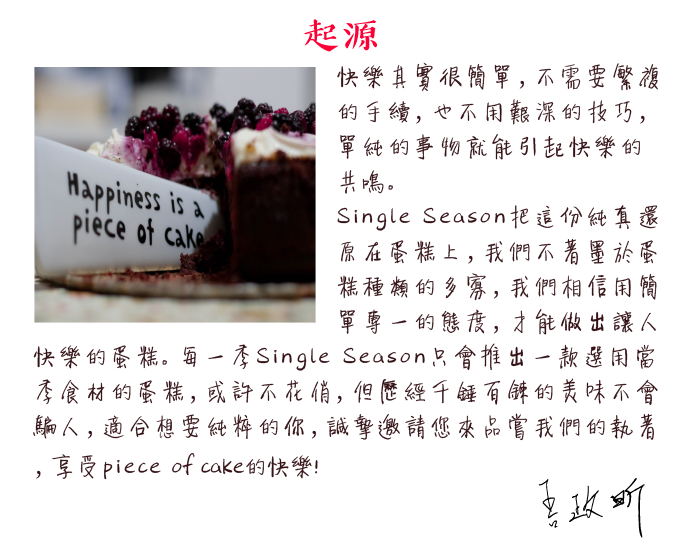 起源
Happiness is a
piece of cake
快樂其實很簡單，不需要繁複
的手續，也不用艱深的技巧，
單純的事物就能引起快樂的
共鳴。
Single Season把這份純真還
原在蛋糕上，我們不著墨於蛋
糕種類的多寡，我們相信用簡
單專一的態度，才能做出讓人
快樂的蛋糕。每一季Single Season只會推出一款選用當
季食材的蛋糕，或許不花俏，但歷經千錘百鍊的美味不會
騙人，適合想要純粹的你，誠摯邀請您來品嘗我們的執著
，享受piece of cake的快樂!